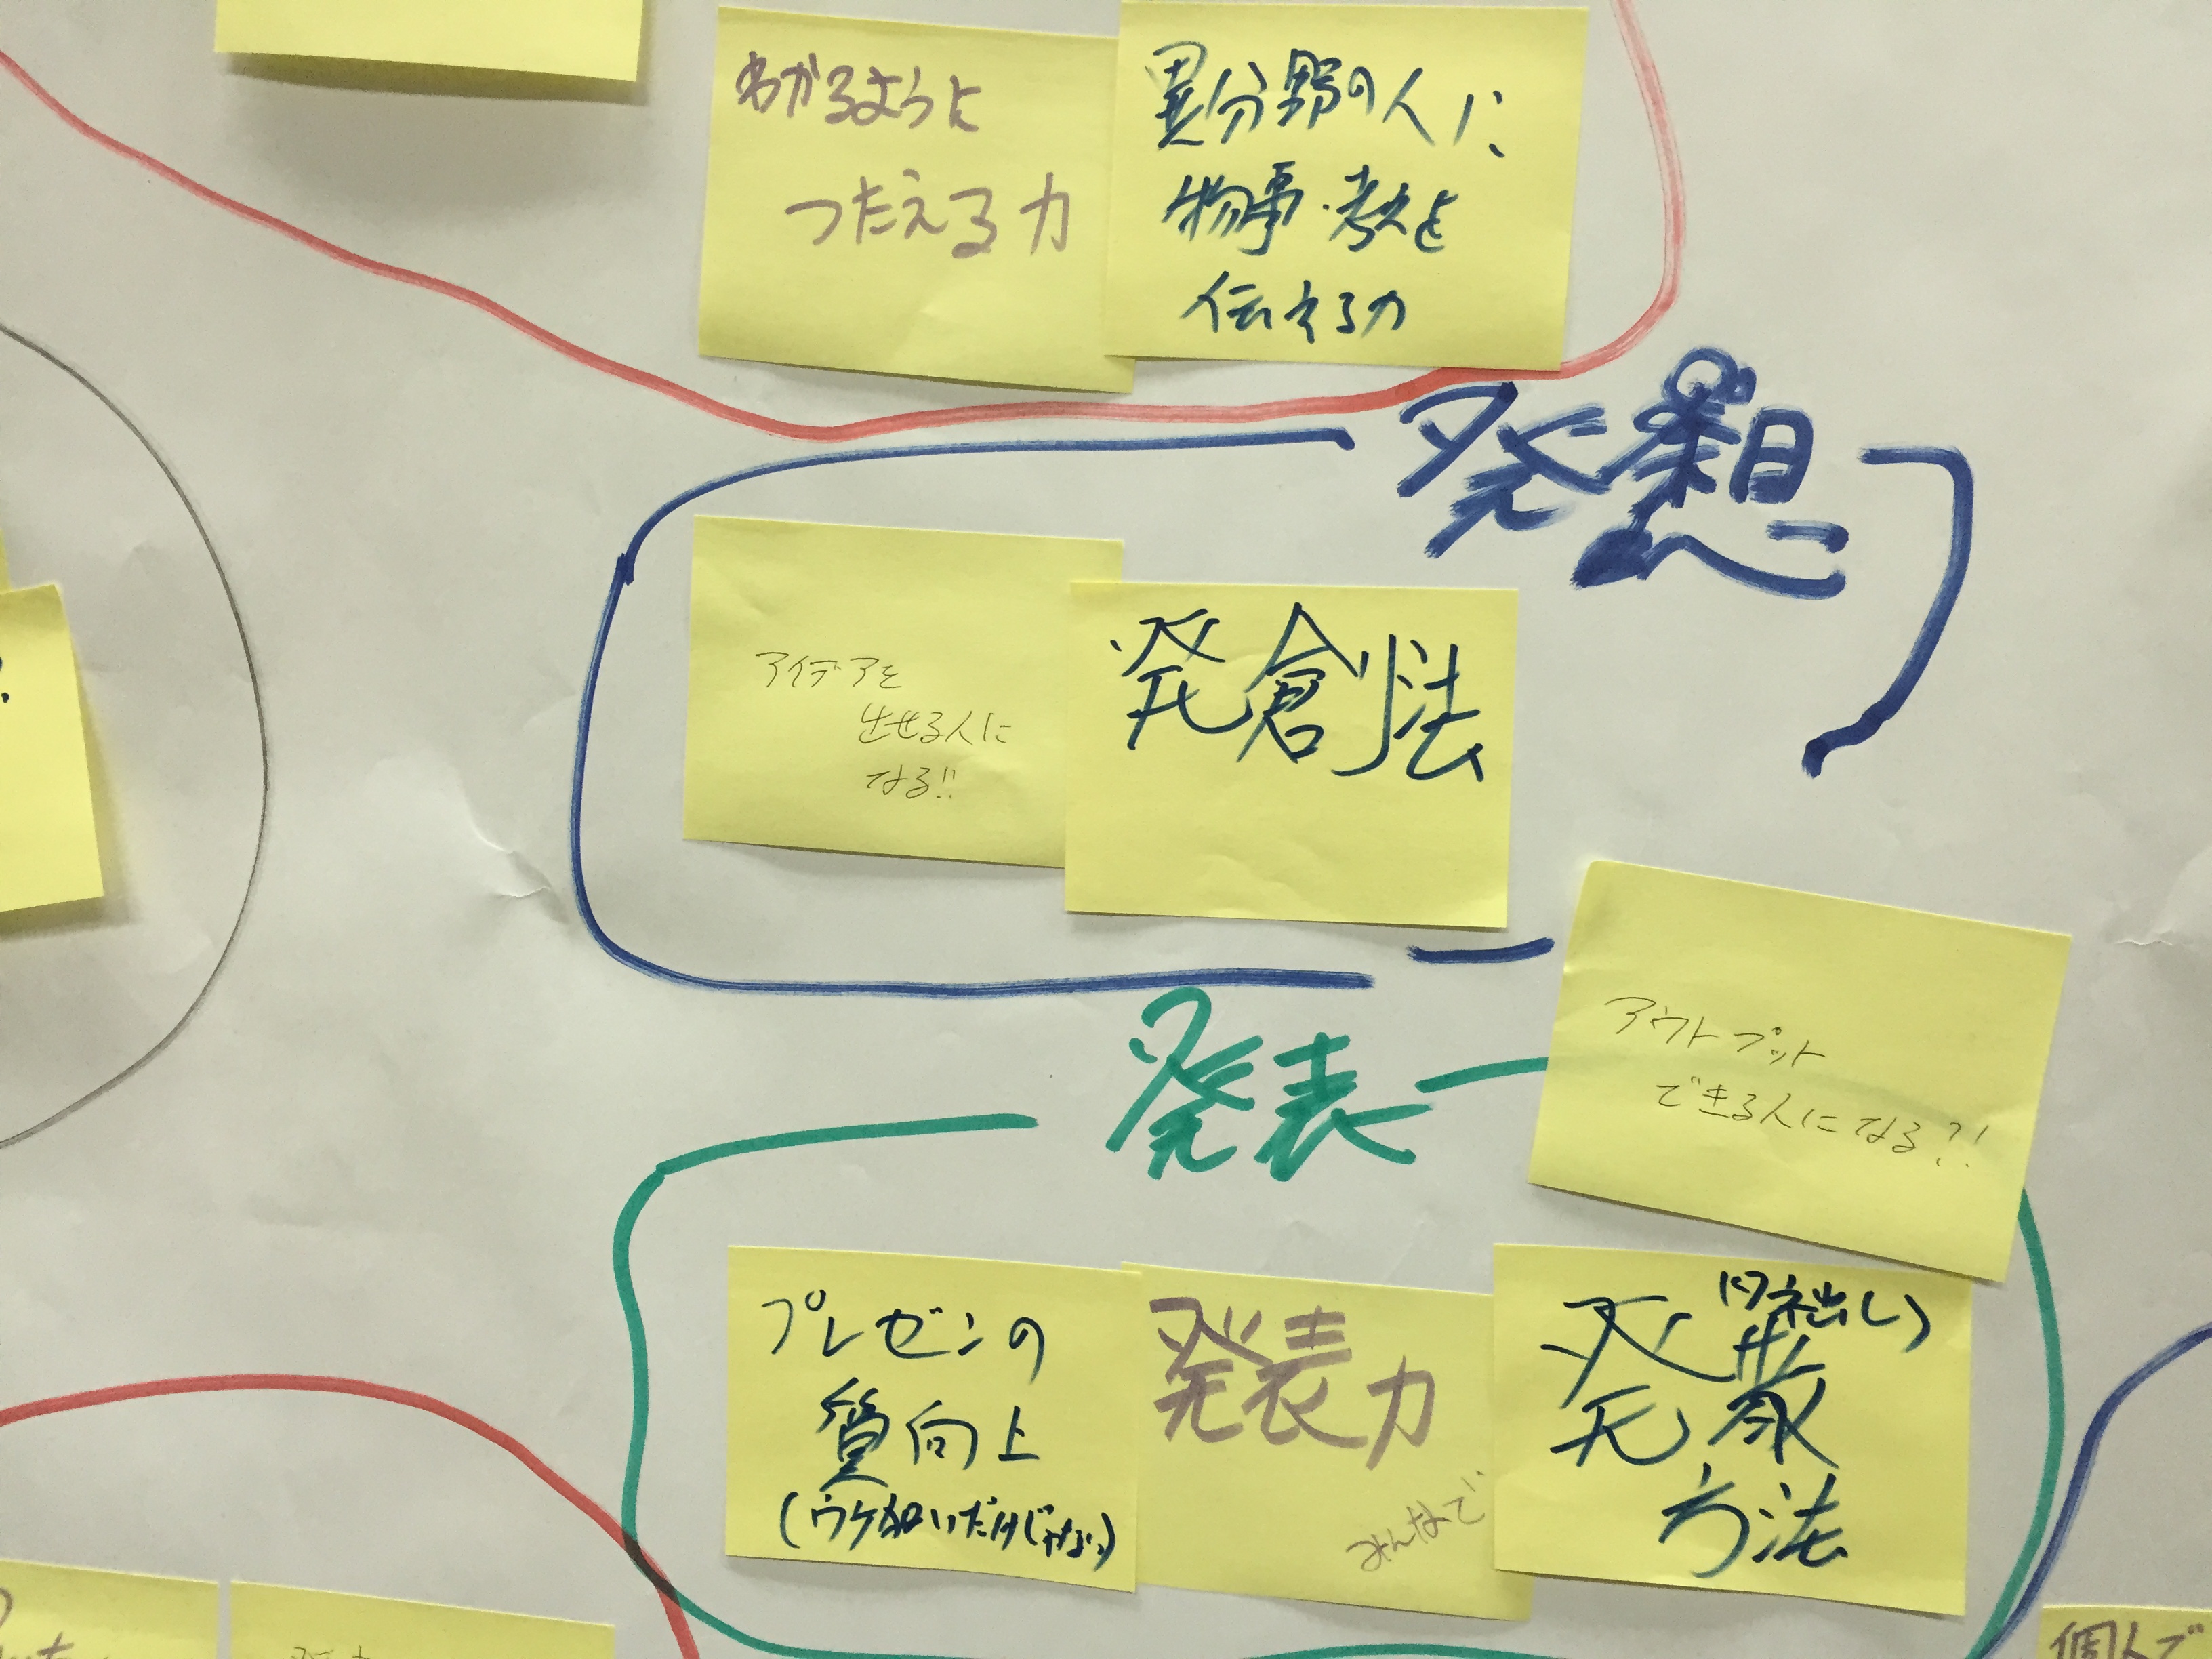 わかるように
つたえる力
異分野の人に
物事・考えを
伝える力
発想
アイデアを
出せる人に
なる!!
発創法
発表
アウトプット
できる人になる?!
プレゼンの
質向上
(ウケ狙いだけじゃない)
発表力
みんなで
(ネタ出し)
発散
方法
個人で